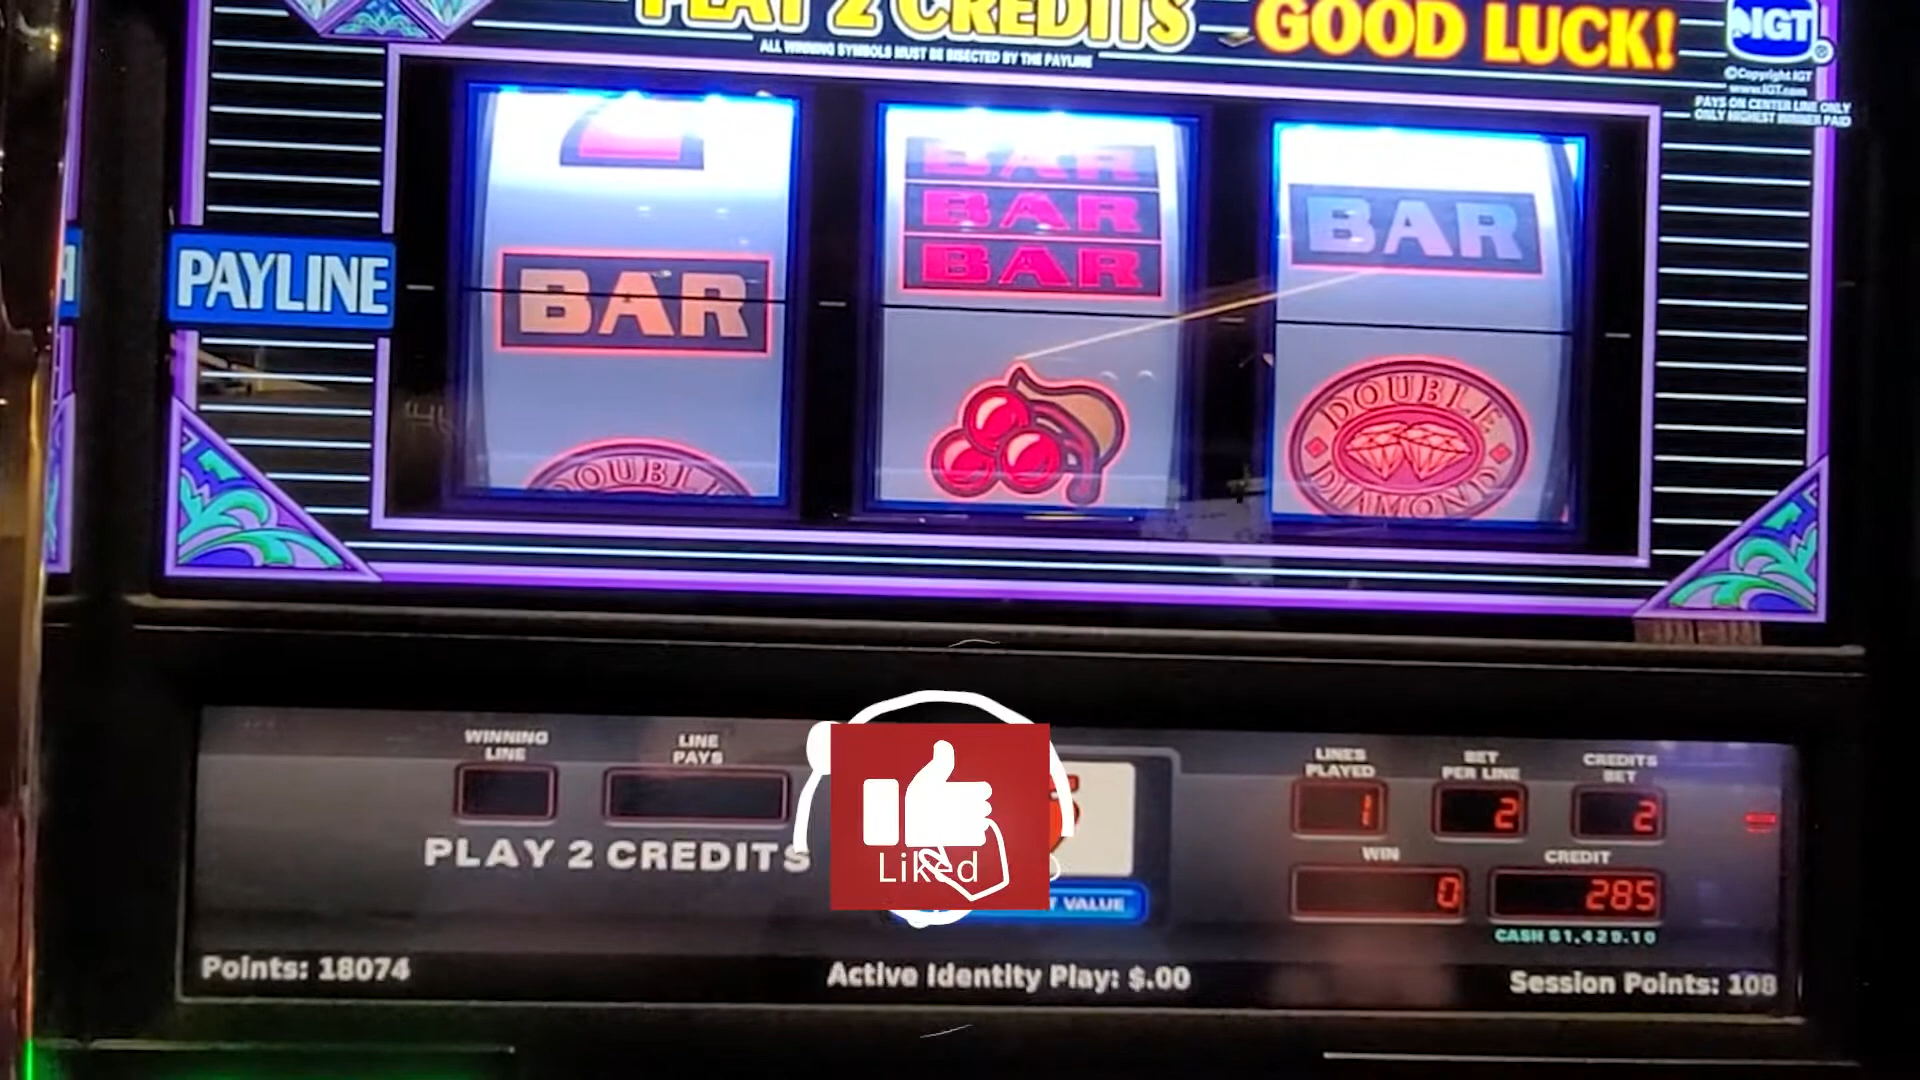 PLAY 2 CREDITS
GOOD LUCK!
IGT
®
ALL WINNING SYMBOLS MUST BE BISECTED BY THE PAYLINE
©Copyright IGT
www.IGT.com
PAYS ON CENTER LINE ONLY
ONLY HIGHEST WINNER PAID
PAYLINE
BAR
BAR
BAR
BAR
BAR
DOUBLE
DIAMOND
DOUBLE
WINNING
LINE
LINE
PAYS
PLAY 2 CREDITS
Liked
VALUE
LINES
PLAYED
1
BET
PER LINE
2
CREDITS
BET
2
WIN
0
CREDIT
285
Points: 18074
Active Identity Play: $.00
Session Points: 108